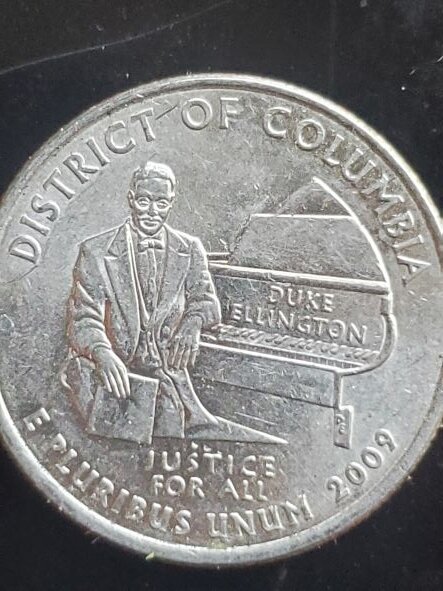 DISTRICT OF COLUMBIA
DUKE
ELLINGTON
JUSTICE
FOR ALL
E PLURIBUS UNUM 2009